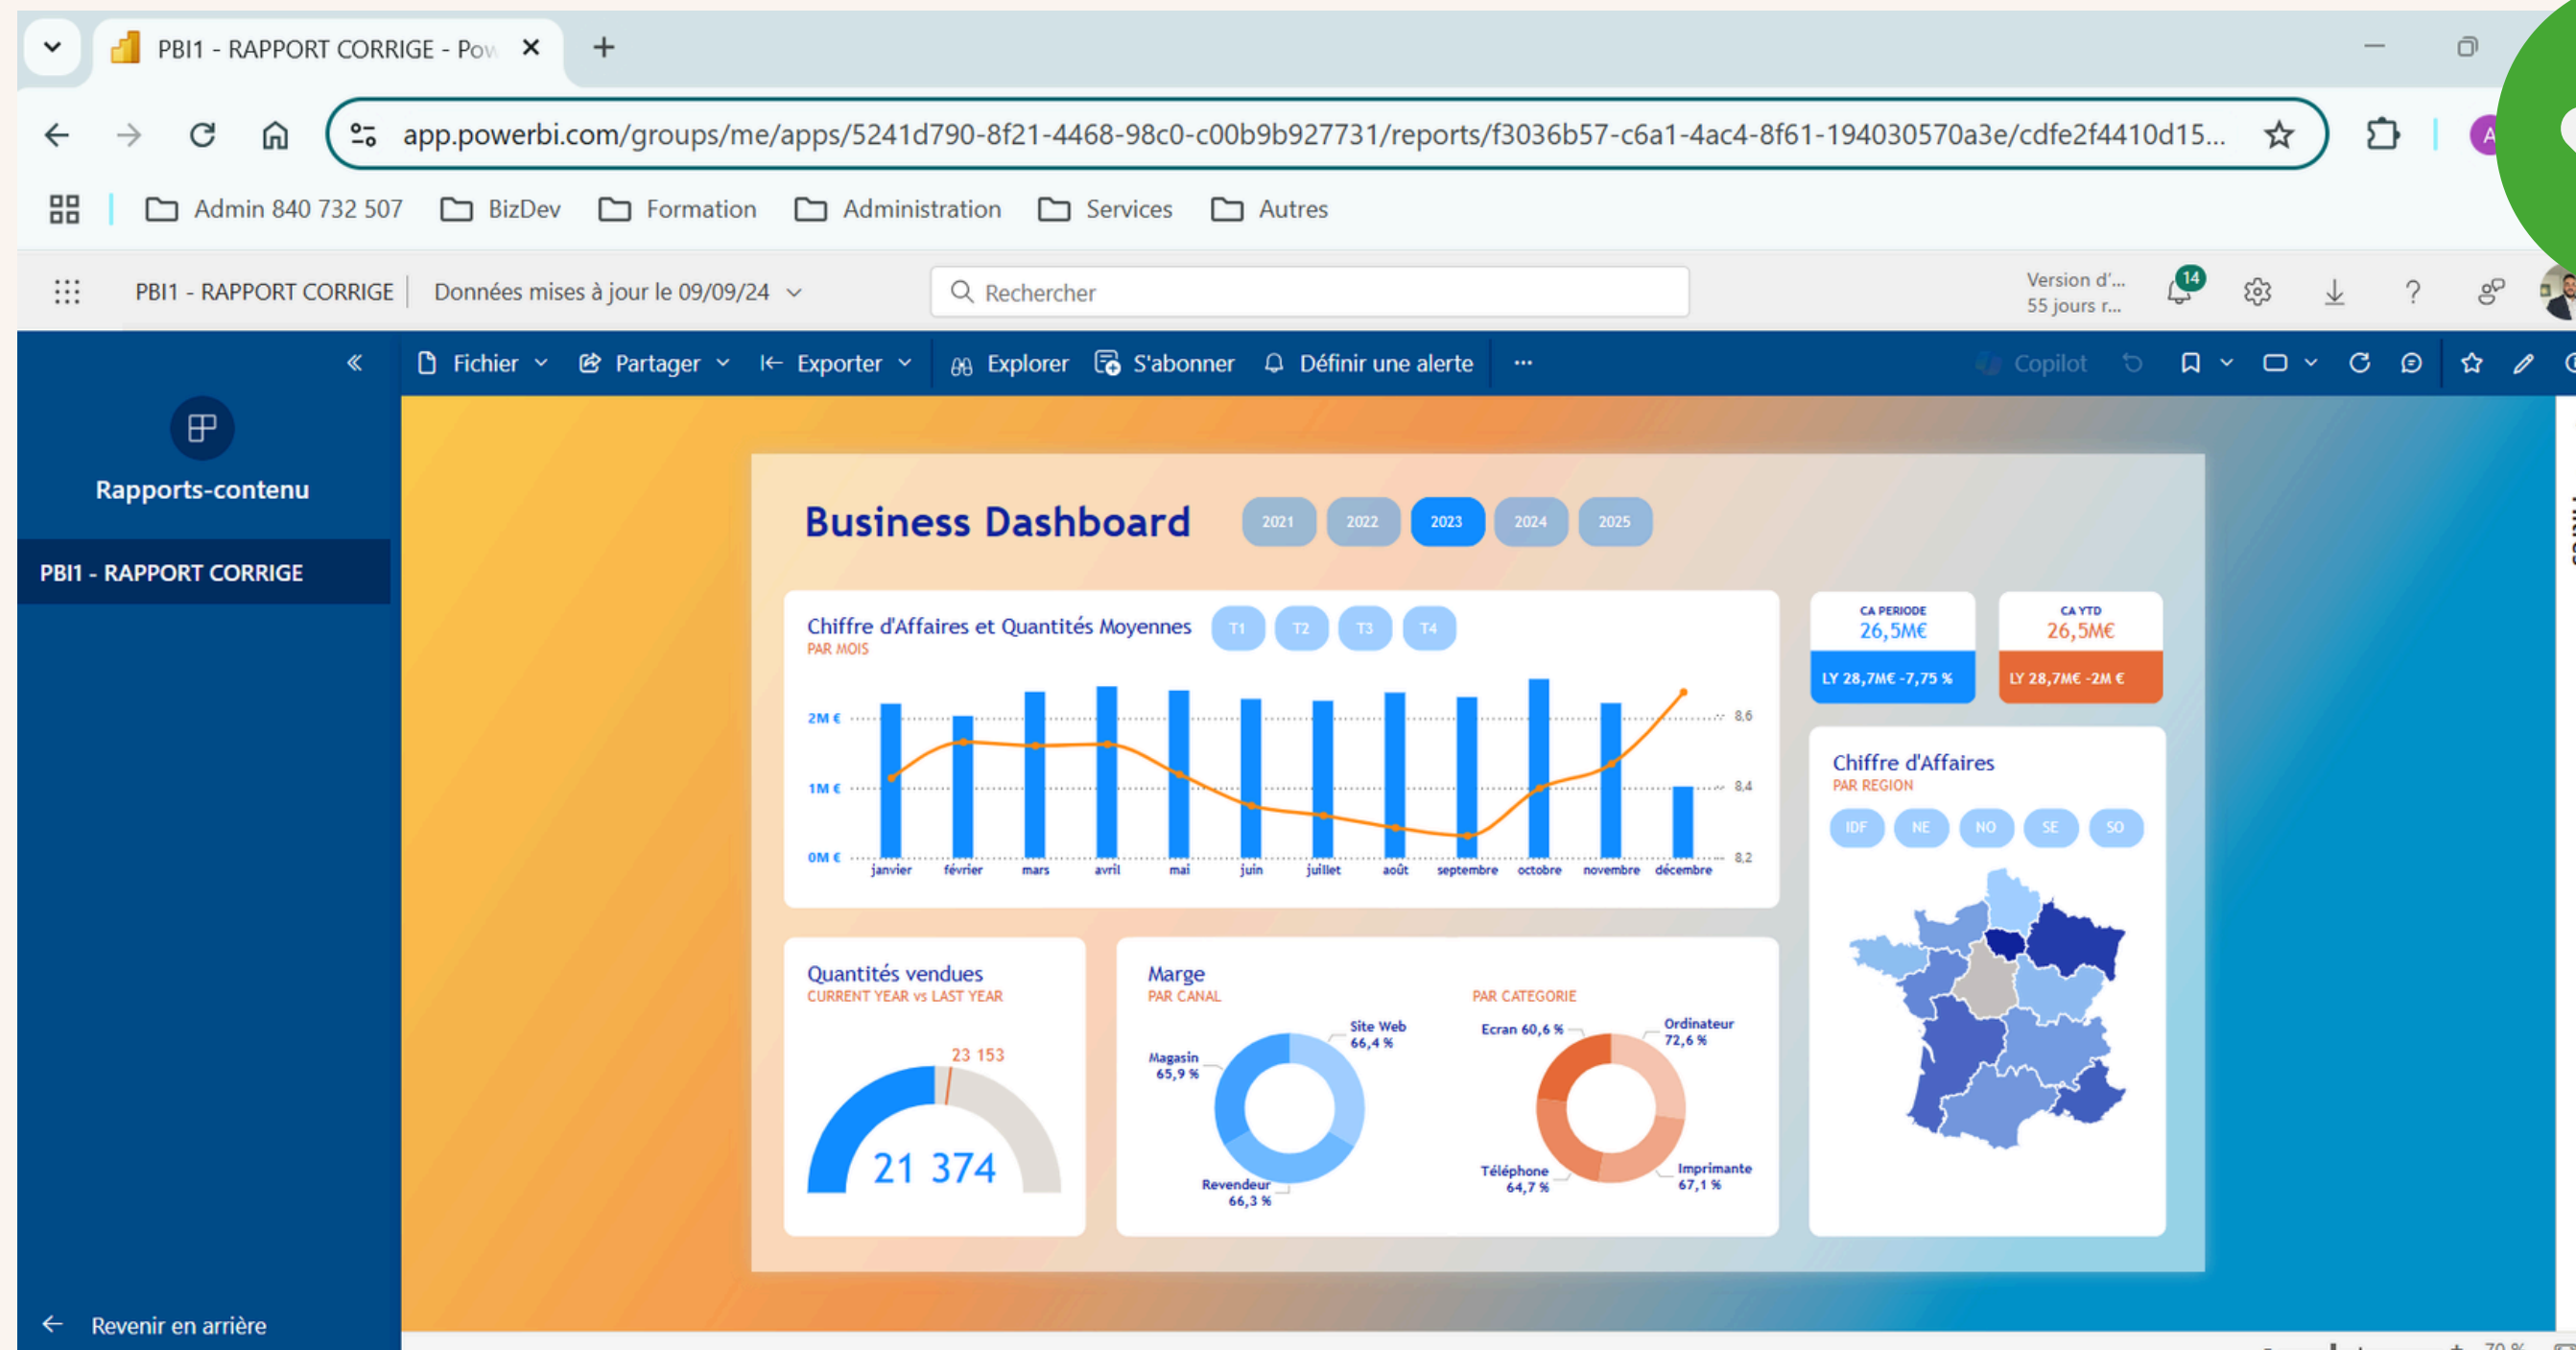 PBI1 - RAPPORT CORRIGE - Pow
app.powerbi.com/groups/me/apps/5241d790-8f21-4468-98c0-c00b9b927731/reports/f3036b57-c6a1-4ac4-8f61-194030570a3e/cdfe2f4410d15...
A
Admin 840 732 507 BizDev Formation Administration Services Autres
PBI1 - RAPPORT CORRIGE Données mises à jour le 09/09/24
Rechercher
Version d'...
55 jours r...
14
Fichier Partager Exporter Explorer S'abonner Définir une alerte ... Copilot
Rapports-contenu
PBI1 - RAPPORT CORRIGE
Revenir en arrière
Business Dashboard
2021 2022 2023 2024 2025
Chiffre d'Affaires et Quantités Moyennes
PAR MOIS
T1 T2 T3 T4
2M €
1M €
0M €
8,6
8,4
8,2
janvier février mars avril mai juin juillet août septembre octobre novembre décembre
CA PERIODE
26,5M€
LY 28,7M€ -7,75 %
CA YTD
26,5M€
LY 28,7M€ -2M €
Chiffre d'Affaires
PAR REGION
IDF NE NO SE SO
Quantités vendues
CURRENT YEAR vs LAST YEAR
23 153
21 374
Marge
PAR CANAL
Site Web
66,4 %
Magasin
65,9 %
Revendeur
66,3 %
PAR CATEGORIE
Ecran 60,6 %
Ordinateur
72,6 %
Téléphone
64,7 %
Imprimante
67,1 %